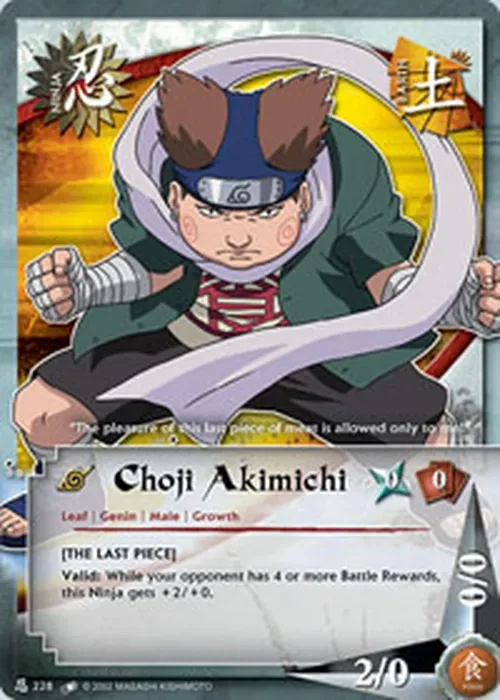 忍
NINJA
土
EARTH
"The pleasure of this last piece of meat is allowed only to me!"
Choji Akimichi
0
0
Leaf | Genin | Male | Growth
[THE LAST PIECE]
Valid: While your opponent has 4 or more Battle Rewards,
this Ninja gets +2/+0.
0/0
2/0
食
228 © 2002 MASASHI KISHIMOTO